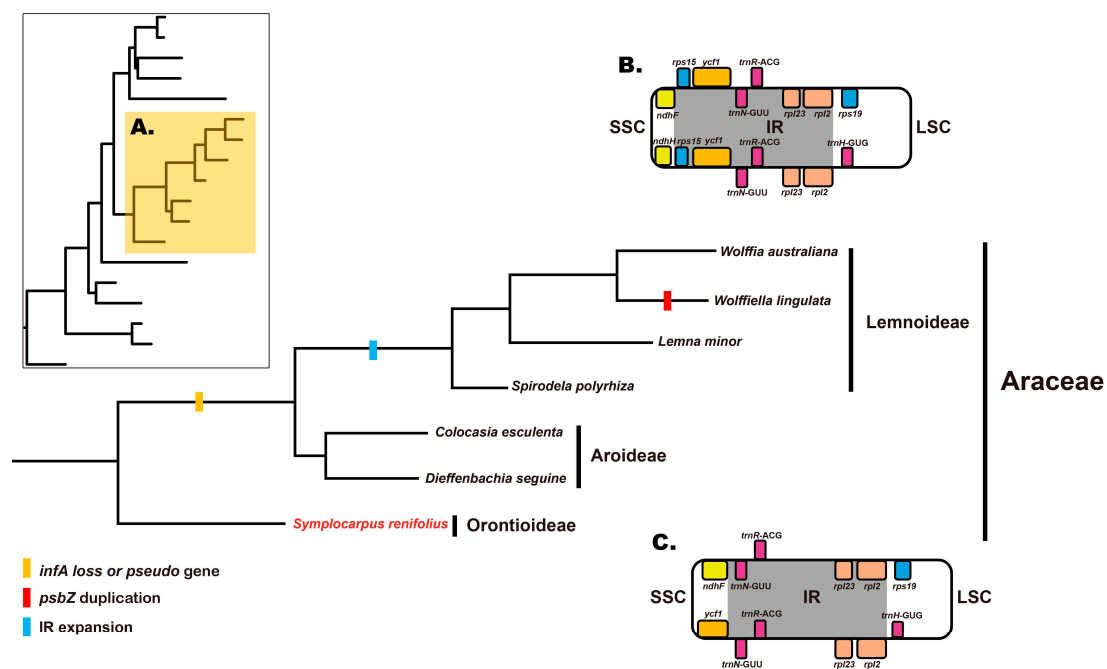 A.
B.
rps15 ycf1 trnR-ACG
SSC
ndhF
trnN-GUU
IR
rpl23
rpl2
rps19
LSC
ndhH rps15 ycf1
trnR-ACG
trnH-GUG
trnN-GUU
rpl23
rpl2
Wolffia australiana
Wolffiella lingulata
Lemna minor
Spirodela polyrhiza
Lemnoideae
Araceae
Colocasia esculenta
Dieffenbachia seguine
Aroideae
Symplocarpus renifolius
Orontioideae
infA loss or pseudo gene
psbZ duplication
IR expansion
C.
trnR-ACG
SSC
ndhF
trnN-GUU
IR
rpl23
rpl2
rps19
LSC
ycf1
trnR-ACG
trnH-GUG
trnN-GUU
rpl23
rpl2